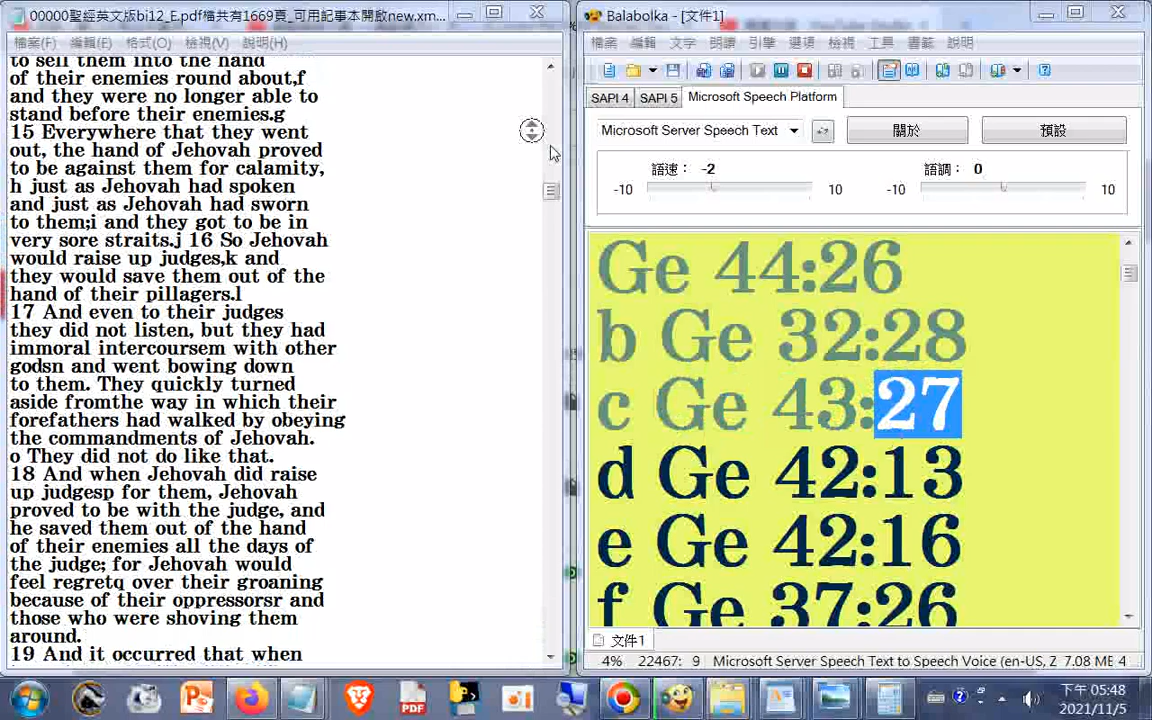 00000聖經英文版bi12_E.pdf檔共有1669頁_可用記事本開啟new.xm...
檔案(F) 編輯(E) 格式(O) 檢視(V) 說明(H)
to sell them into the hand
of their enemies round about,f
and they were no longer able to
stand before their enemies.g
15 Everywhere that they went
out, the hand of Jehovah proved
to be against them for calamity,
h just as Jehovah had spoken
and just as Jehovah had sworn
to them;i and they got to be in
very sore straits.j 16 So Jehovah
would raise up judges,k and
they would save them out of the
hand of their pillagers.l
17 And even to their judges
they did not listen, but they had
immoral intercoursem with other
godsn and went bowing down
to them. They quickly turned
aside fromthe way in which their
forefathers had walked by obeying
the commandments of Jehovah.
o They did not do like that.
18 And when Jehovah did raise
up judgesp for them, Jehovah
proved to be with the judge, and
he saved them out of the hand
of their enemies all the days of
the judge; for Jehovah would
feel regretq over their groaning
because of their oppressorsr and
those who were shoving them
around.
19 And it occurred that when
Balabolka - [文件1]
檔案 編輯 文字 朗讀 引擎 選項 檢視 工具 書籤 說明
SAPI 4 SAPI 5 Microsoft Speech Platform
Microsoft Server Speech Text 關於 預設
語速： -2 語調： 0
-10 10 -10 10
Ge 44:26
b Ge 32:28
c Ge 43:27
d Ge 42:13
e Ge 42:16
f Ge 37:26
文件1
4% 22467: 9 Microsoft Server Speech Text to Speech Voice (en-US, Z 7.08 ME 4
PDF
下午 05:48
2021/11/5